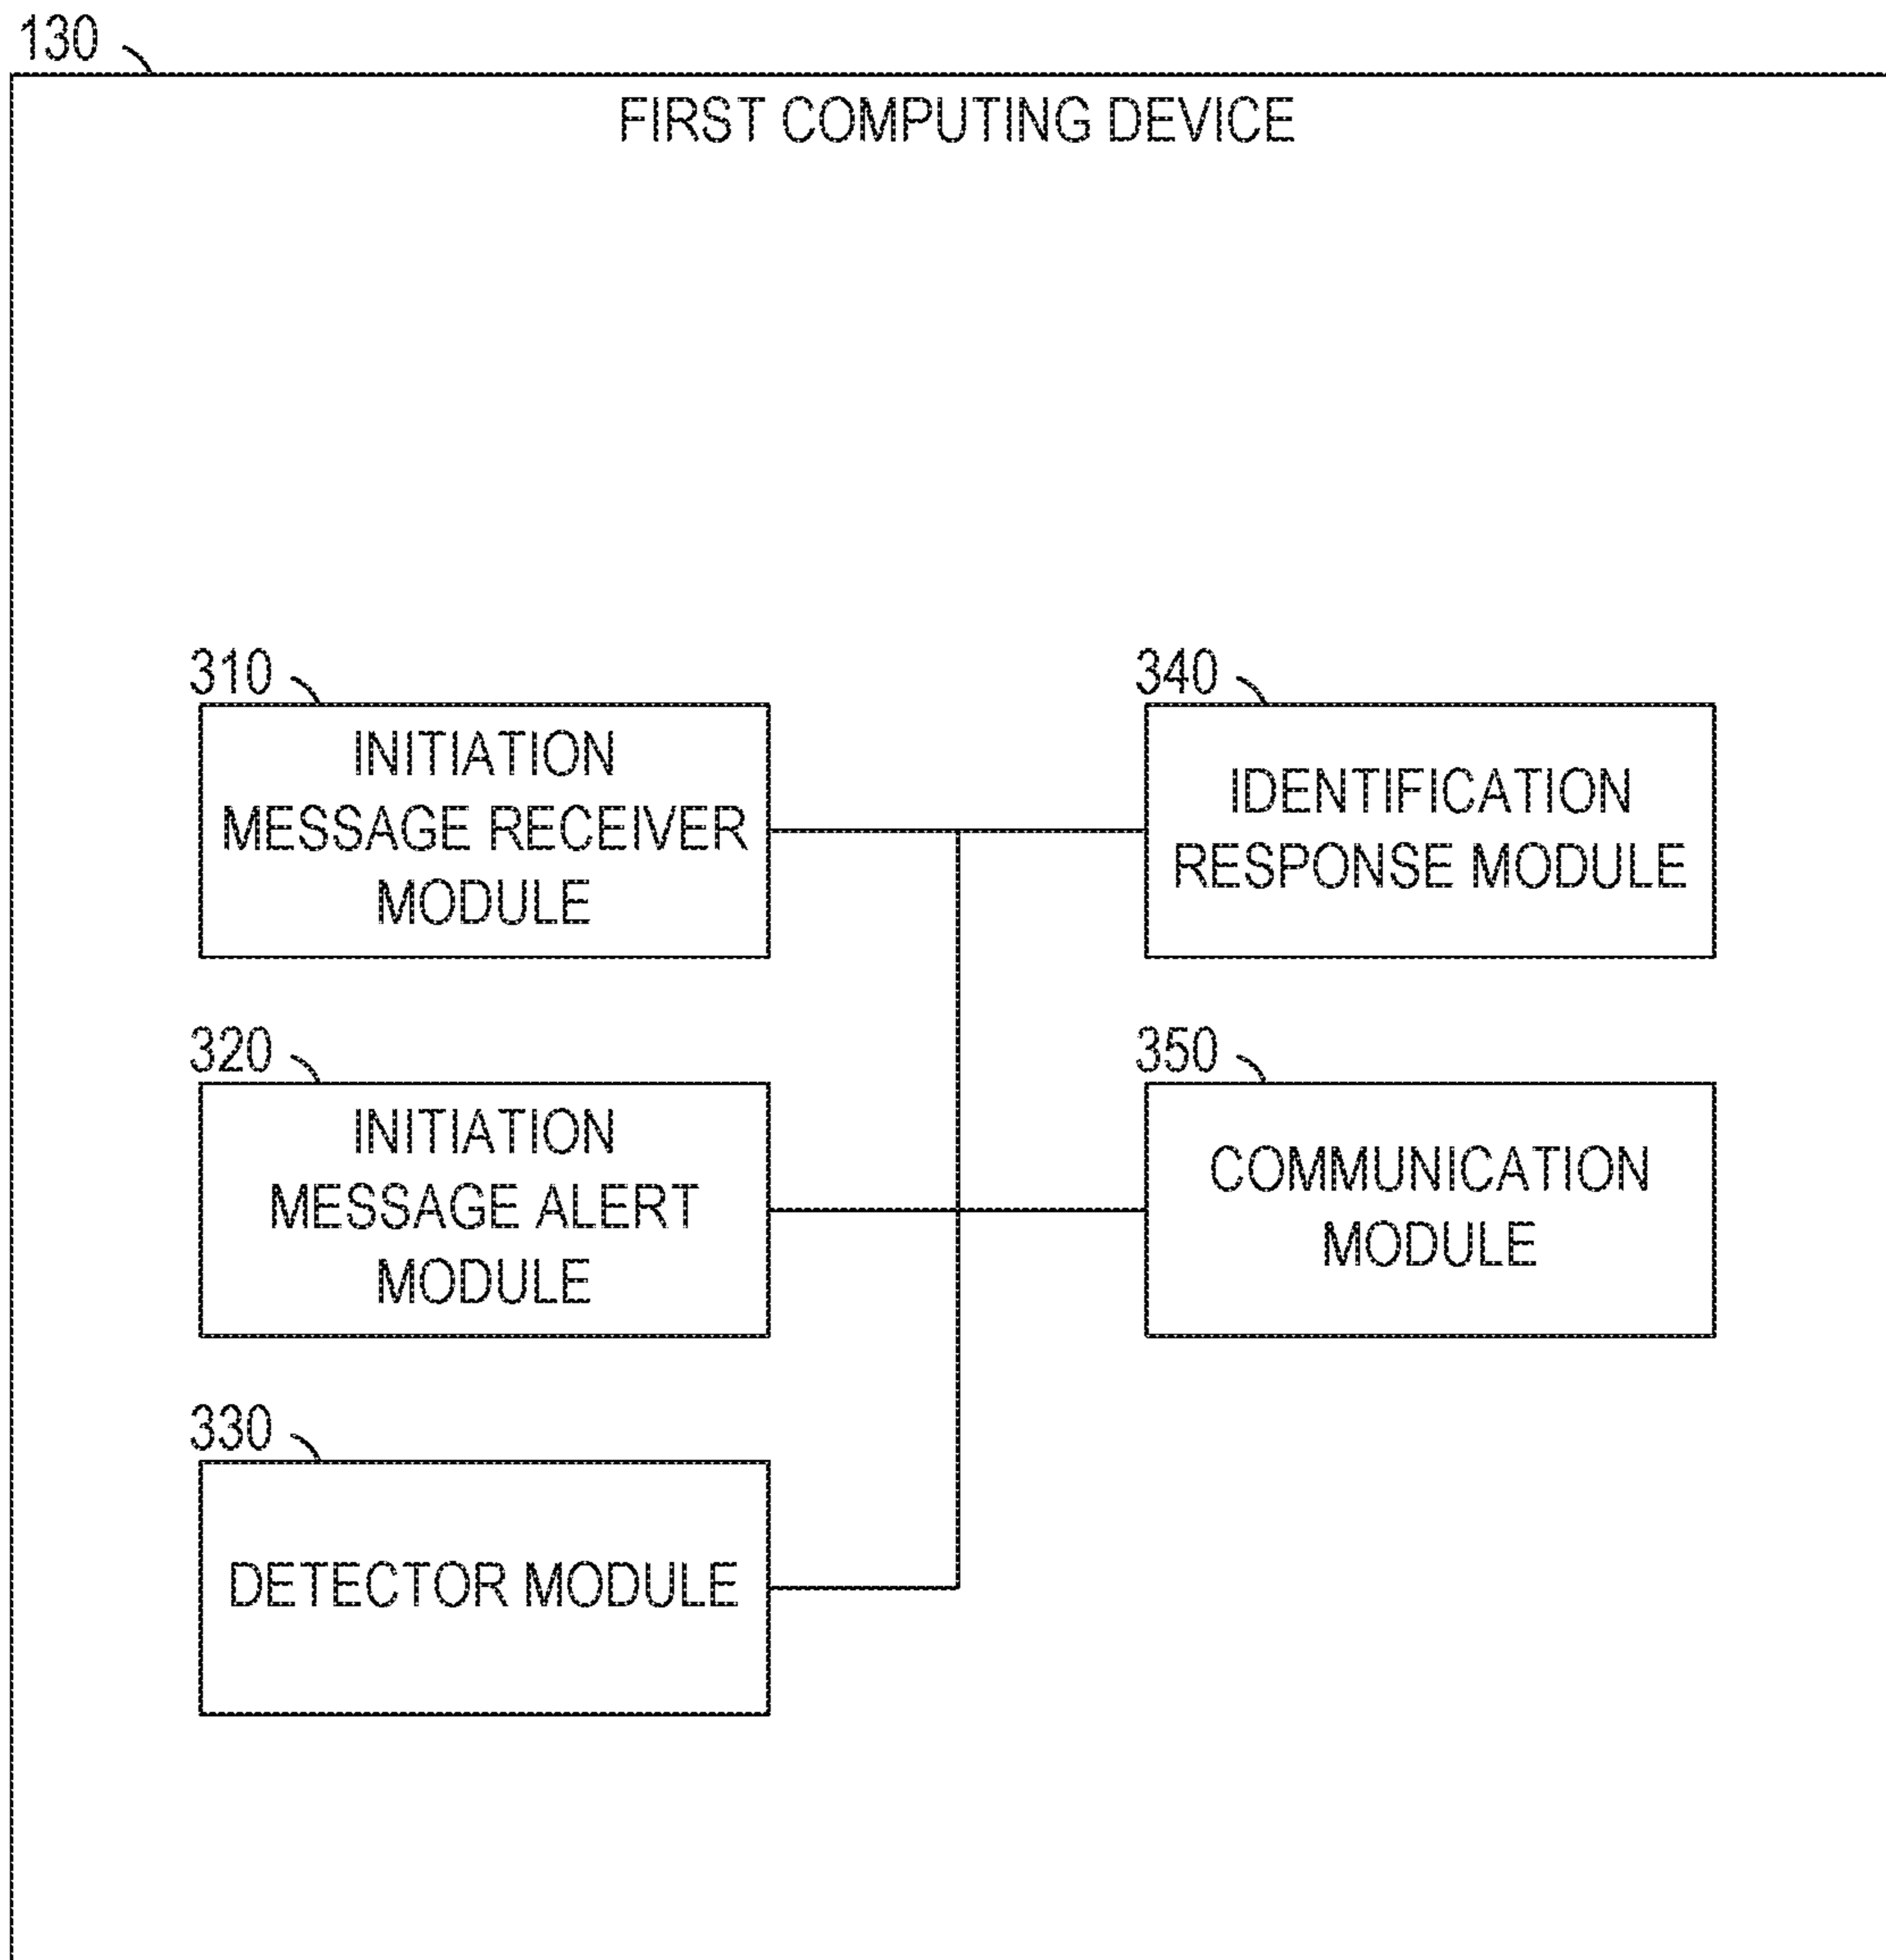 130
FIRST COMPUTING DEVICE
310
INITIATION
MESSAGE RECEIVER
MODULE
340
IDENTIFICATION
RESPONSE MODULE
320
INITIATION
MESSAGE ALERT
MODULE
350
COMMUNICATION
MODULE
330
DETECTOR MODULE